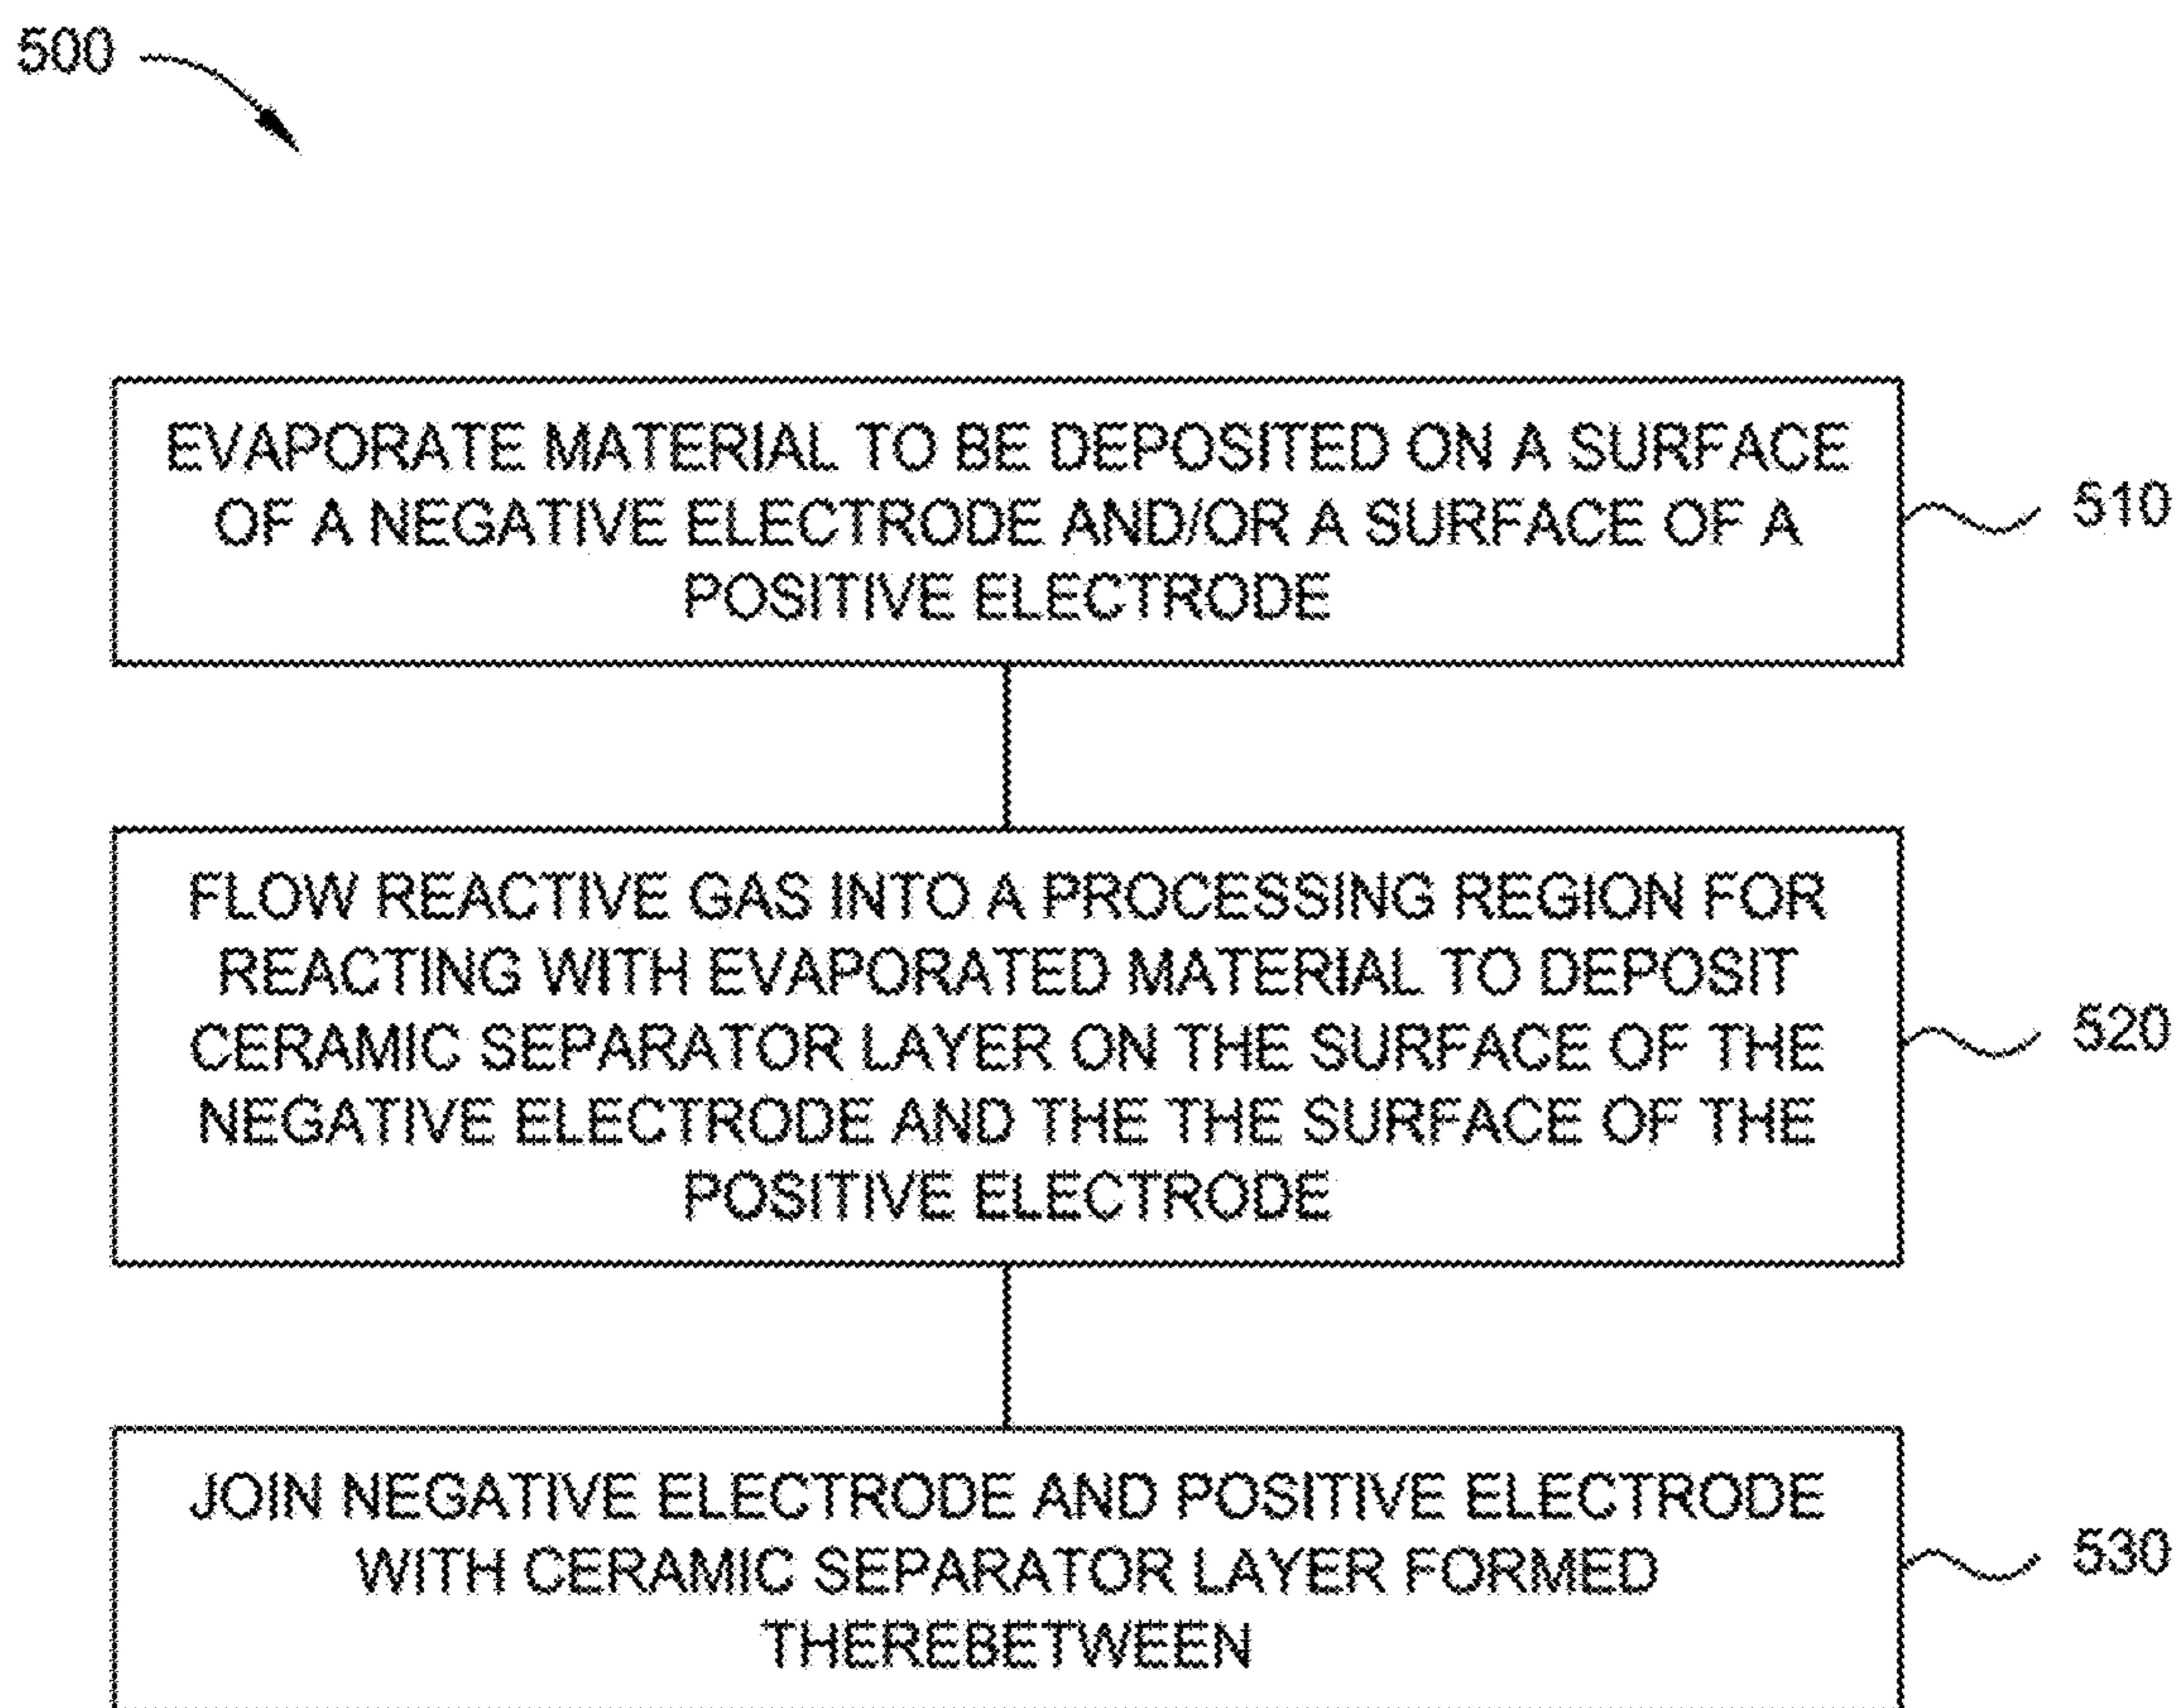 500
EVAPORATE MATERIAL TO BE DEPOSITED ON A SURFACE
OF A NEGATIVE ELECTRODE AND/OR A SURFACE OF A
POSITIVE ELECTRODE
510
FLOW REACTIVE GAS INTO A PROCESSING REGION FOR
REACTING WITH EVAPORATED MATERIAL TO DEPOSIT
CERAMIC SEPARATOR LAYER ON THE SURFACE OF THE
NEGATIVE ELECTRODE AND THE THE SURFACE OF THE
POSITIVE ELECTRODE
520
JOIN NEGATIVE ELECTRODE AND POSITIVE ELECTRODE
WITH CERAMIC SEPARATOR LAYER FORMED
THEREBETWEEN
530